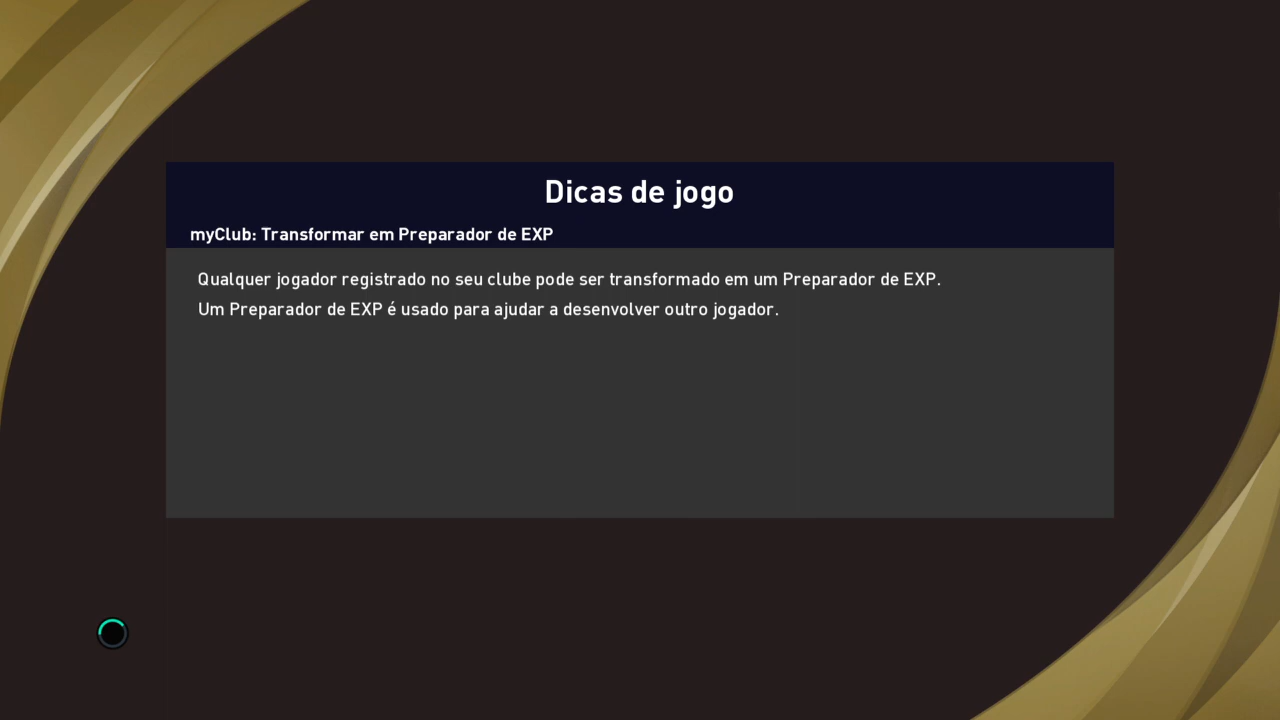 Dicas de jogo
myClub: Transformar em Preparador de EXP
Qualquer jogador registrado no seu clube pode ser transformado em um Preparador de EXP.
Um Preparador de EXP é usado para ajudar a desenvolver outro jogador.